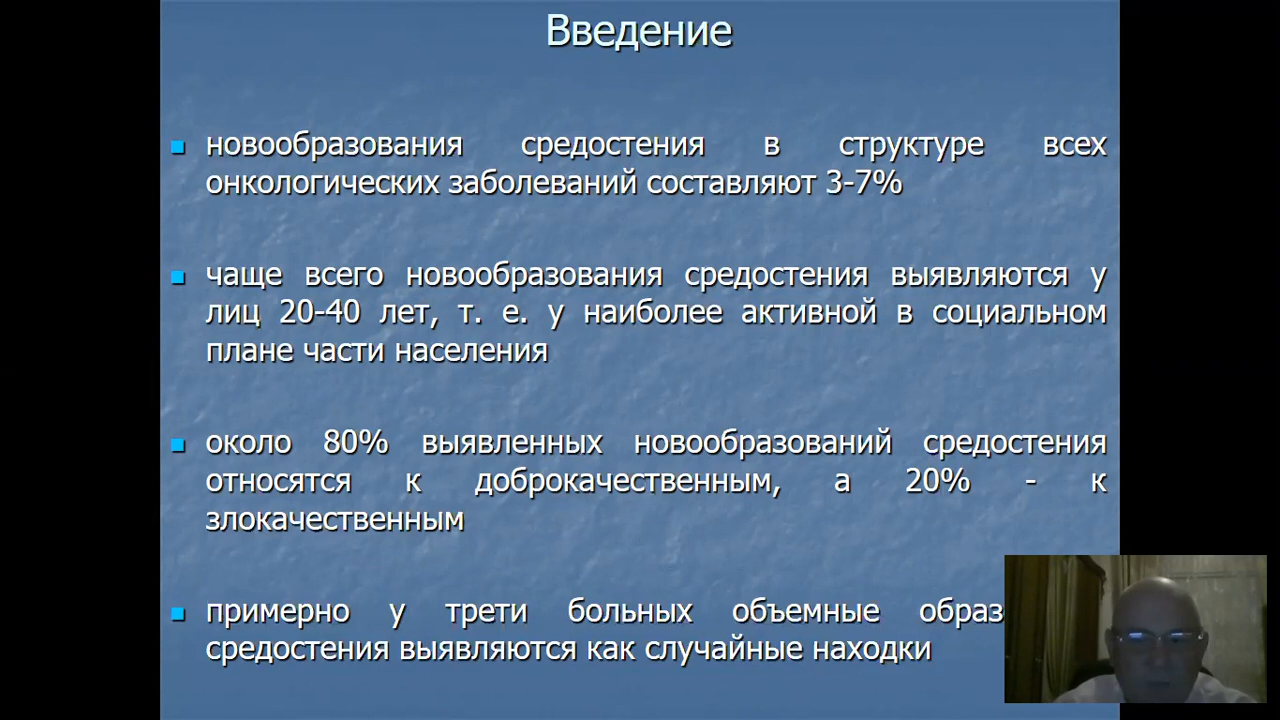 Введение
новообразования средостения в структуре всех
онкологических заболеваний составляют 3-7%
чаще всего новообразования средостения выявляются у
лиц 20-40 лет, т. е. у наиболее активной в социальном
плане части населения
около 80% выявленных новообразований средостения
относятся к доброкачественным, а 20% - к
злокачественным
примерно у трети больных объемные образ
средостения выявляются как случайные находки